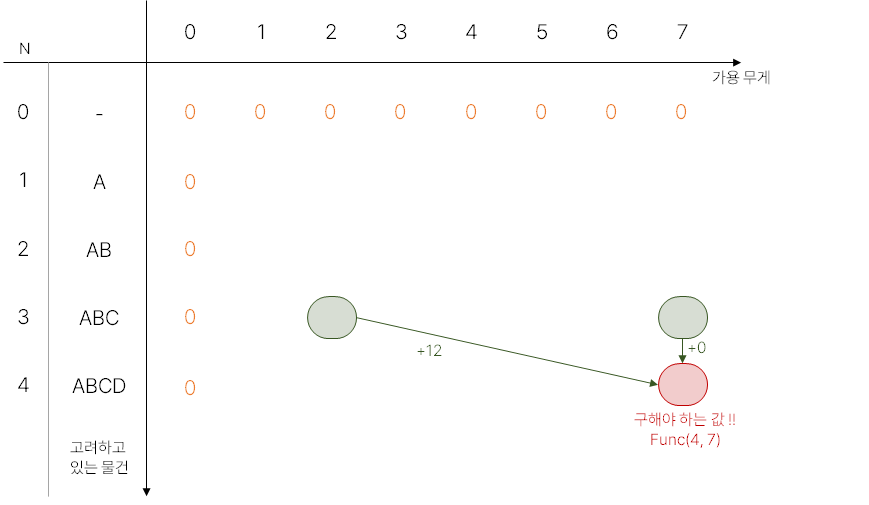 0 1 2 3 4 5 6 7
N
가용 무게
0 - 0 0 0 0 0 0 0 0
1 A 0
2 AB 0
3 ABC 0
+12 +0
4 ABCD 0
구해야 하는 값 !!
Func(4, 7)
고려하고
있는 물건